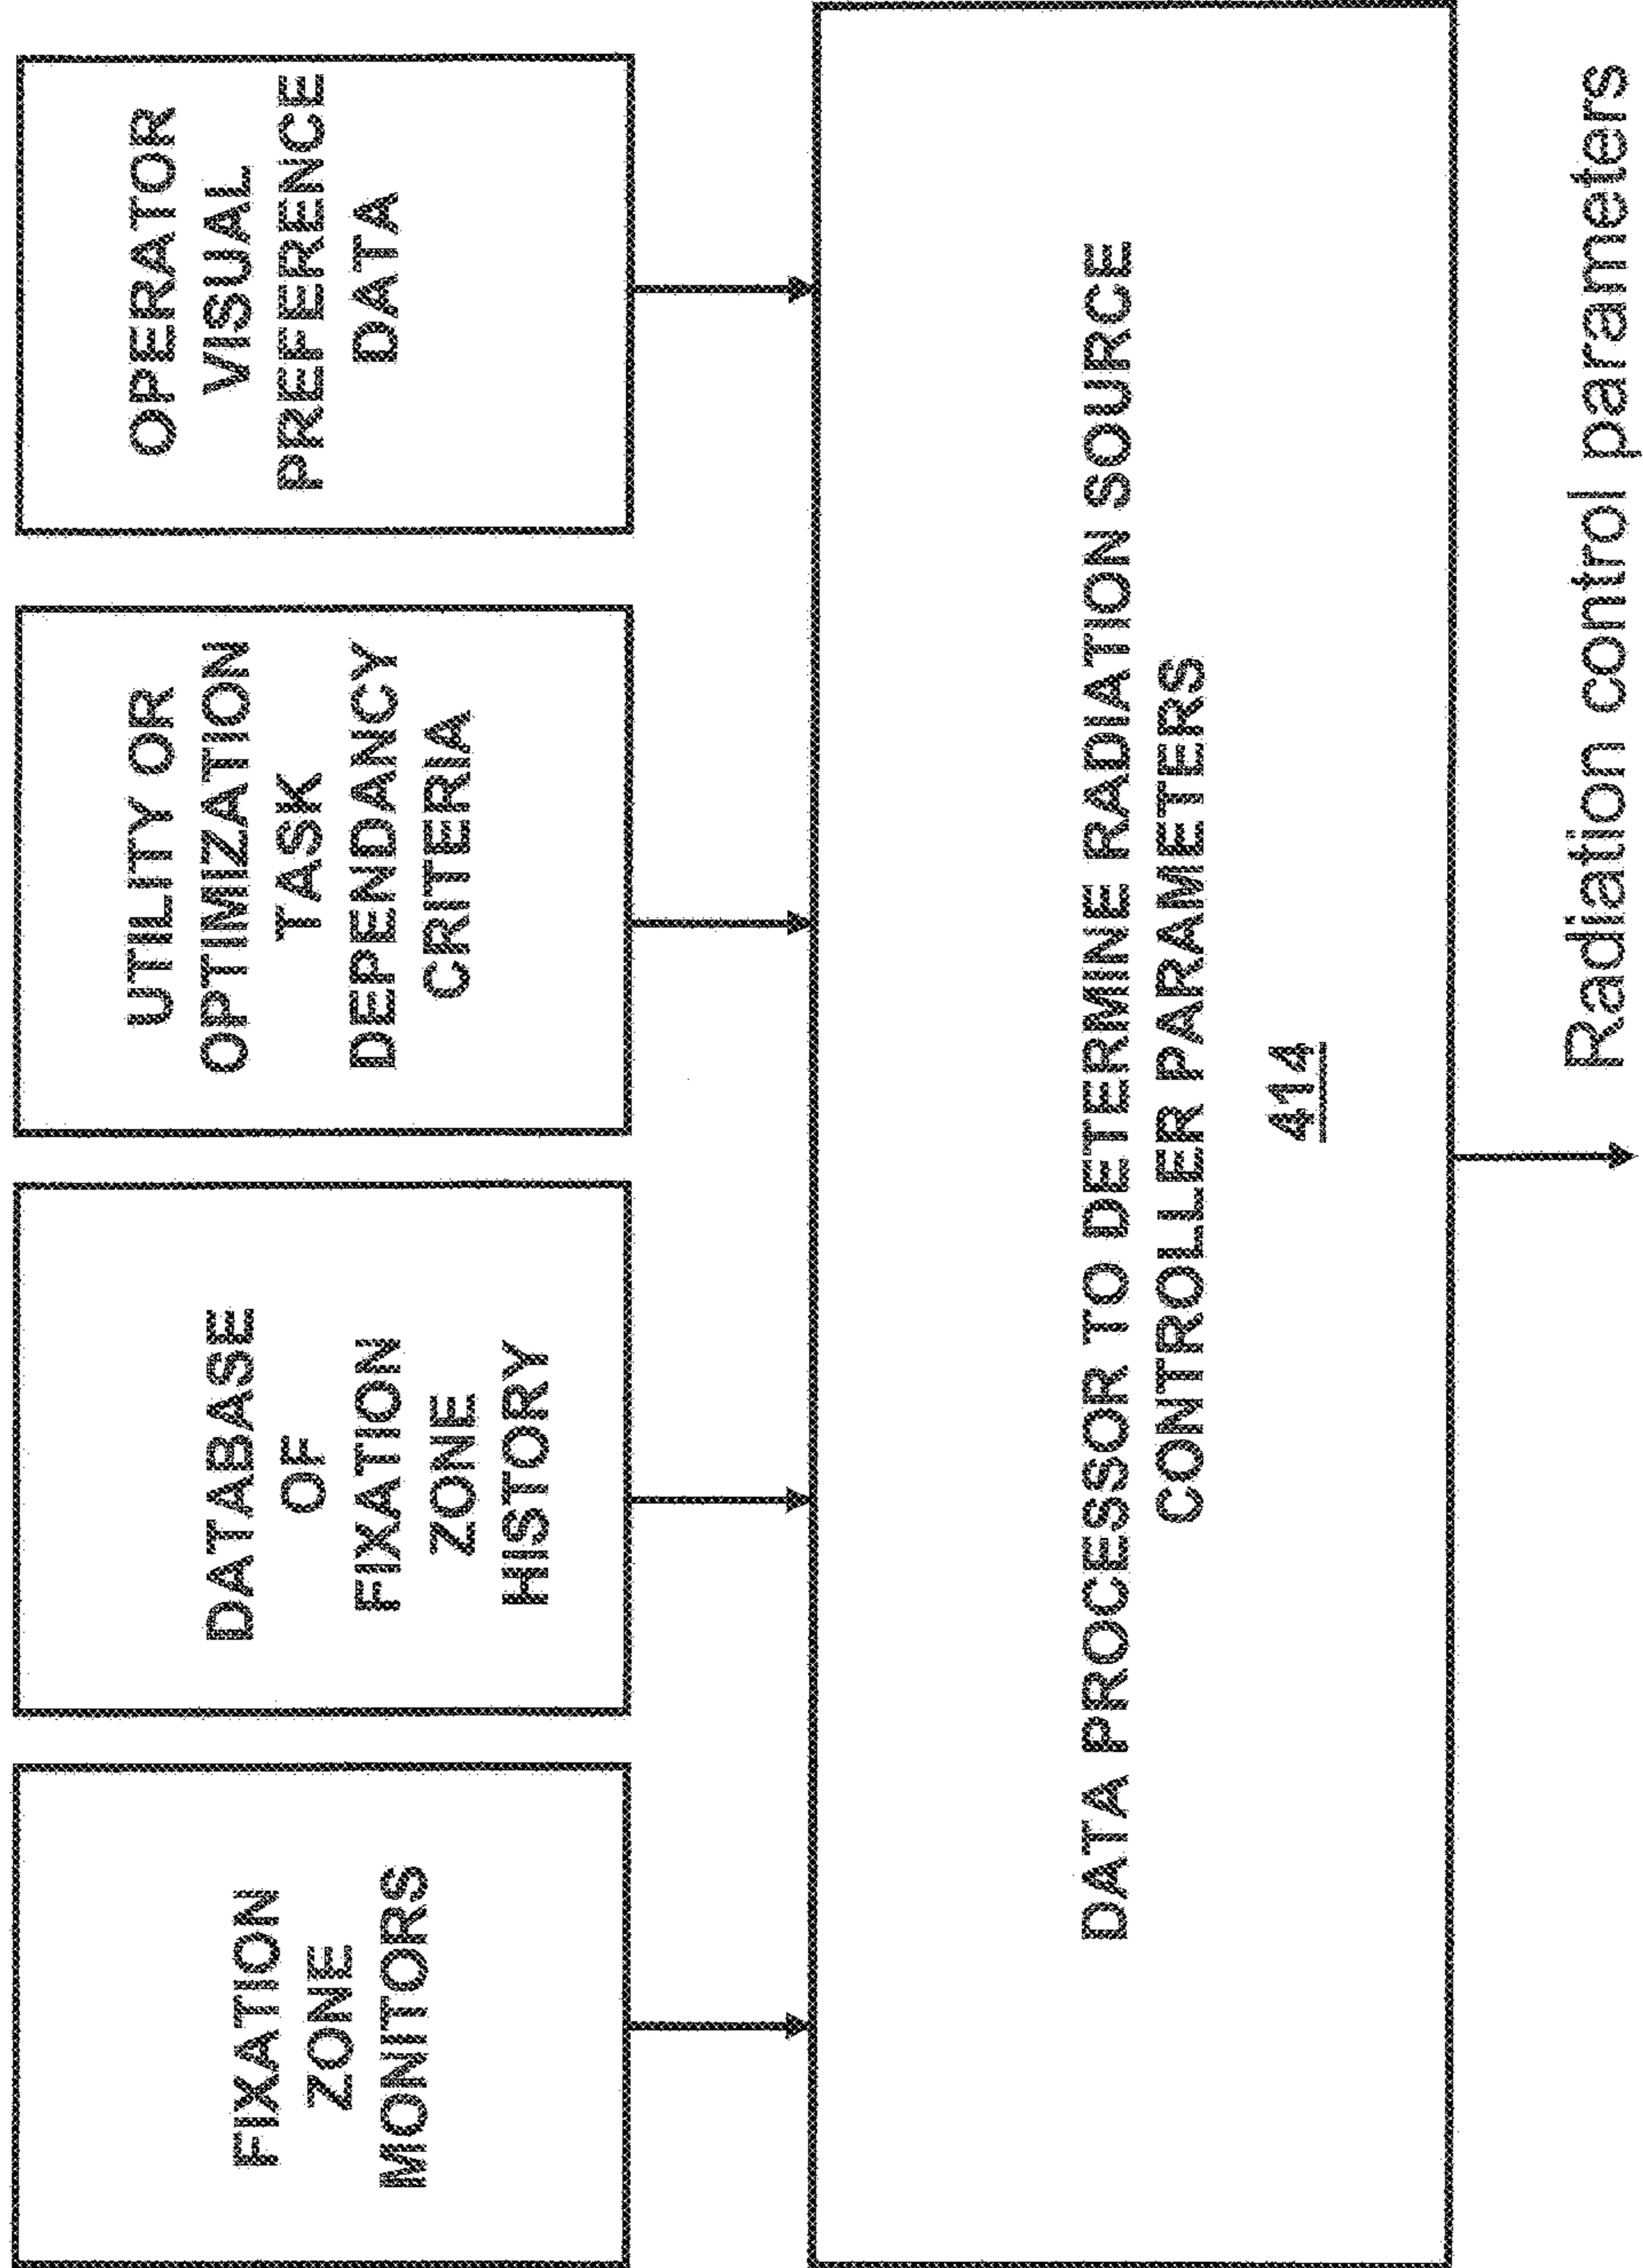 FIXATION
ZONE
MONITORS
DATABASE
OF
FIXATION
ZONE
HISTORY
UTILITY OR
OPTIMIZATION
TASK
DEPENDANCY
CRITERIA
OPERATOR
VISUAL
PREFERENCE
DATA
DATA PROCESSOR TO DETERMINE RADIATION SOURCE
CONTROLLER PARAMETERS
414
Radiation control parameters